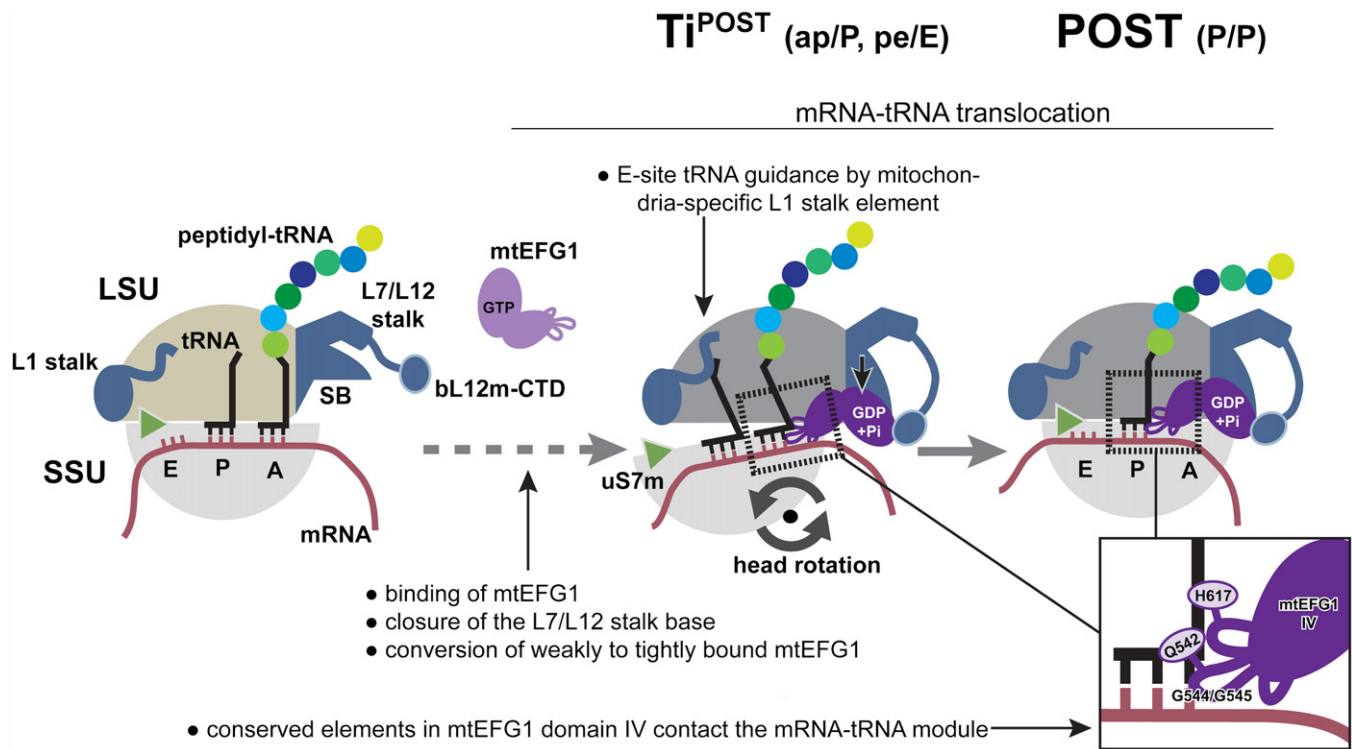 TiPOST (ap/P, pe/E)
POST (P/P)
mRNA-tRNA translocation
● E-site tRNA guidance by mitochon-
dria-specific L1 stalk element
peptidyl-tRNA
mtEFG1
GTP
LSU
L7/L12
stalk
tRNA
L1 stalk
SB
bL12m-CTD
SSU
E P A
mRNA
uS7m
GDP
+Pi
head rotation
GDP
+Pi
E P A
● binding of mtEFG1
● closure of the L7/L12 stalk base
● conversion of weakly to tightly bound mtEFG1
H617
mtEFG1
IV
Q542
G544/G545
● conserved elements in mtEFG1 domain IV contact the mRNA-tRNA module